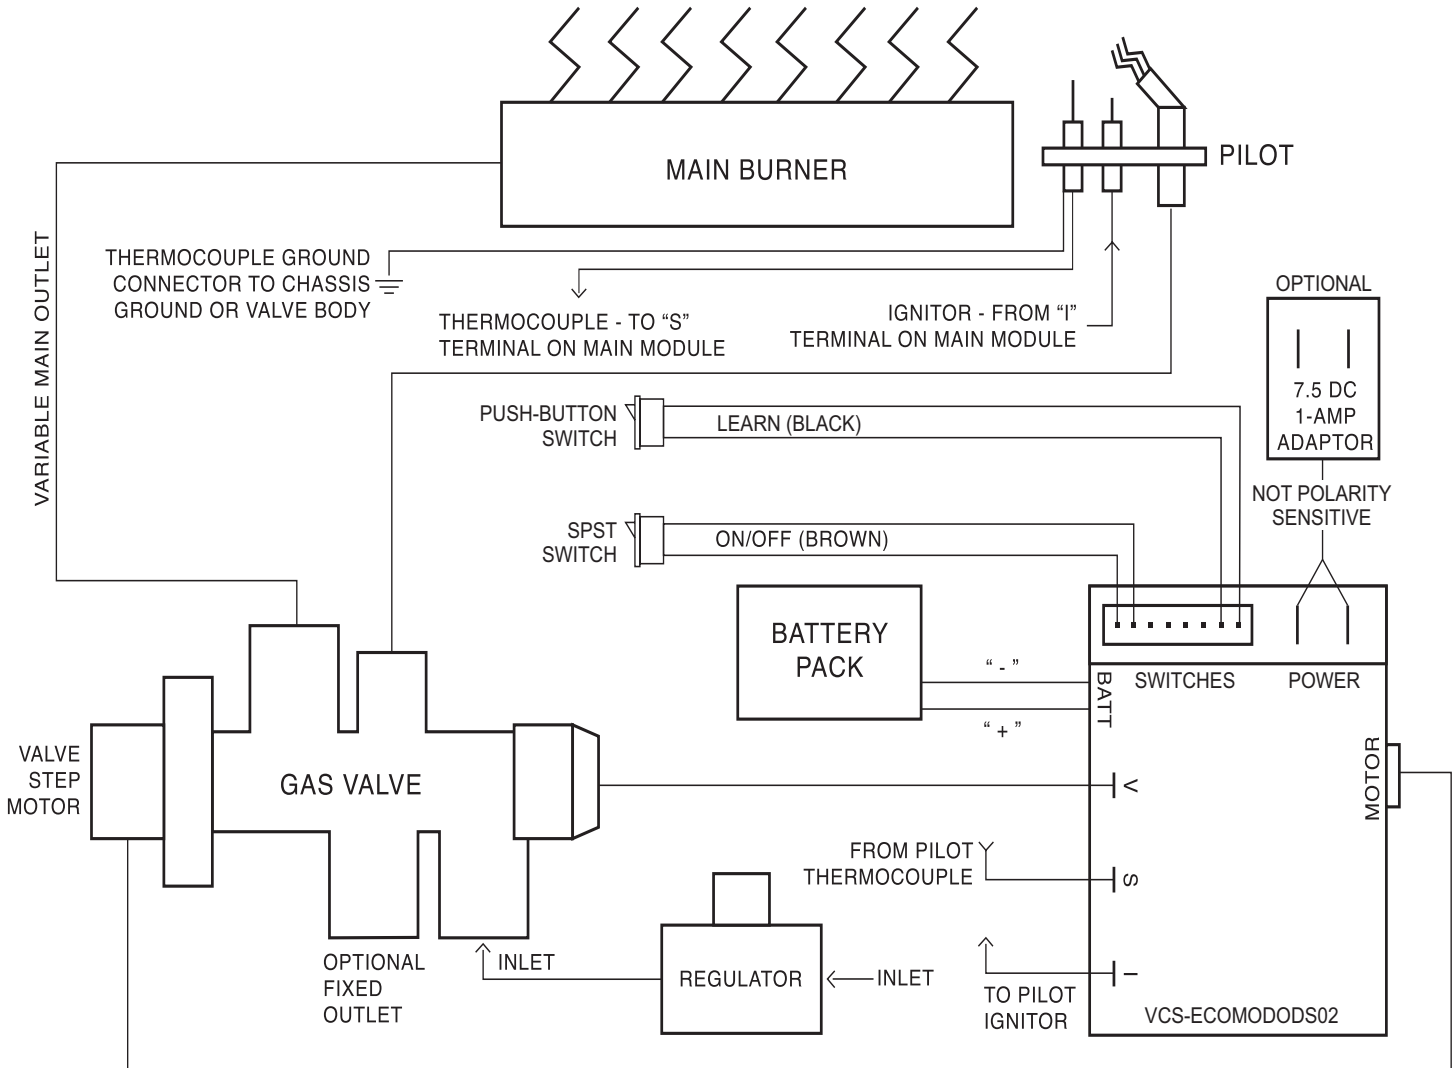 MAIN BURNER
PILOT
VARIABLE MAIN OUTLET
THERMOCOUPLE GROUND
CONNECTOR TO CHASSIS
GROUND OR VALVE BODY
THERMOCOUPLE - TO “S”
TERMINAL ON MAIN MODULE
IGNITOR - FROM “I”
TERMINAL ON MAIN MODULE
OPTIONAL
7.5 DC
1-AMP
ADAPTOR
NOT POLARITY
SENSITIVE
PUSH-BUTTON
SWITCH
LEARN (BLACK)
SPST
SWITCH
ON/OFF (BROWN)
BATTERY
PACK
“ - ”
“ + ”
BATT
SWITCHES
POWER
MOTOR
V
S
I
VCS-ECOMODODS02
VALVE
STEP
MOTOR
GAS VALVE
FROM PILOT
THERMOCOUPLE
OPTIONAL
FIXED
OUTLET
INLET
REGULATOR
INLET
TO PILOT
IGNITOR